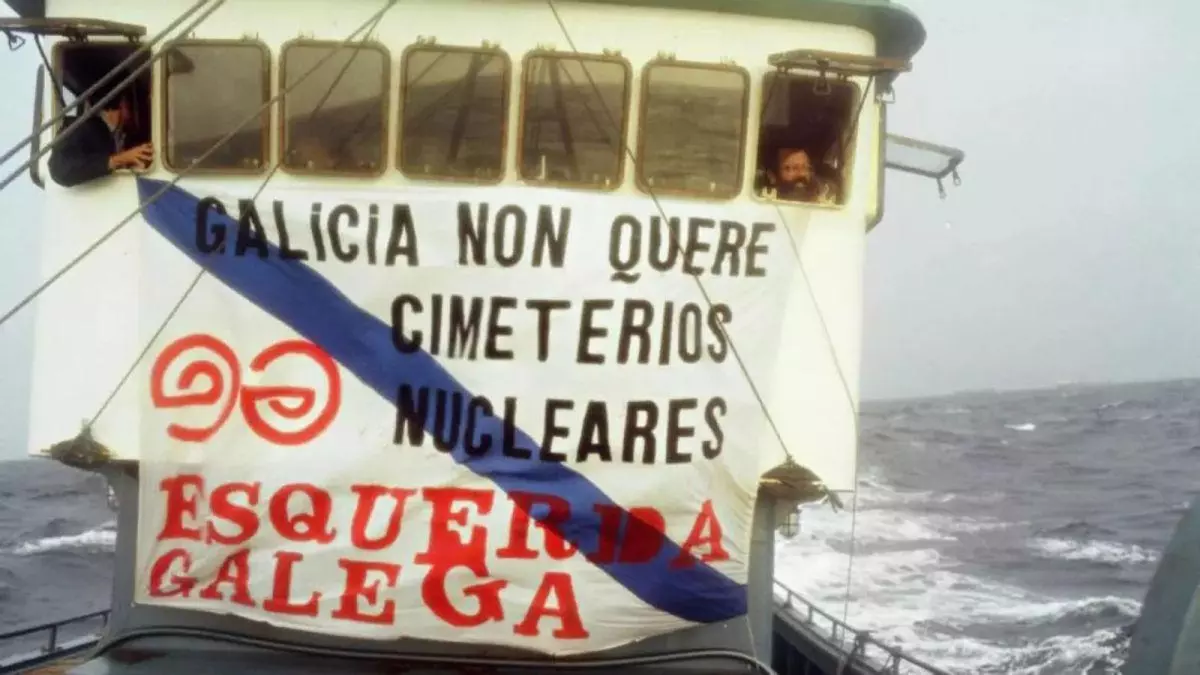 GALICIA NON QUERE
CIMETERIOS
NUCLEARES
ESQUERDA
GALEGA